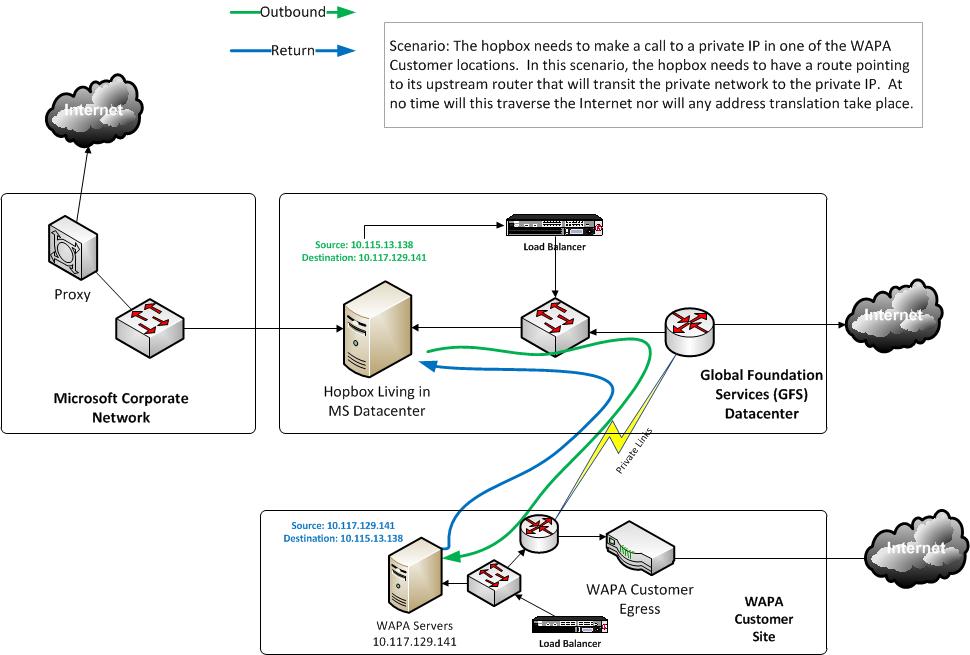 Outbound
Return
Scenario: The hopbox needs to make a call to a private IP in one of the WAPA
Customer locations. In this scenario, the hopbox needs to have a route pointing
to its upstream router that will transit the private network to the private IP. At
no time will this traverse the Internet nor will any address translation take place.
Internet
Proxy
Microsoft Corporate
Network
Source: 10.115.13.138
Destination: 10.117.129.141
Load Balancer
Hopbox Living in
MS Datacenter
Internet
Global Foundation
Services (GFS)
Datacenter
Private Links
Source: 10.117.129.141
Destination: 10.115.13.138
WAPA Servers
10.117.129.141
Load Balancer
WAPA Customer
Egress
Internet
WAPA
Customer
Site